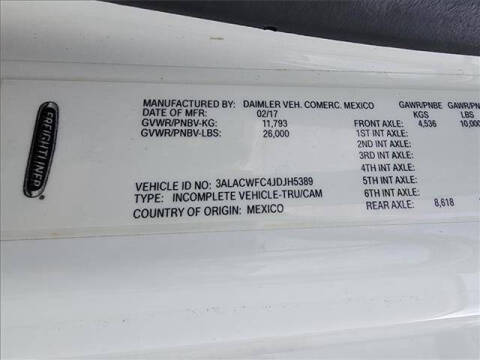 FREIGHTLINER
MANUFACTURED BY: DAIMLER VEH. COMERC. MEXICO GAWR/PNBE GAWR/PN
DATE OF MFR: 02/17 KGS LBS
GVWR/PNBV-KG: 11,793 FRONT AXLE: 4,536 10,000
GVWR/PNBV-LBS: 26,000 1ST INT AXLE:
2ND INT AXLE:
3RD INT AXLE:
4TH INT AXLE:
VEHICLE ID NO: 3ALACWFC4JDJH5389 5TH INT AXLE:
TYPE: INCOMPLETE VEHICLE-TRU/CAM 6TH INT AXLE:
COUNTRY OF ORIGIN: MEXICO REAR AXLE: 8,618